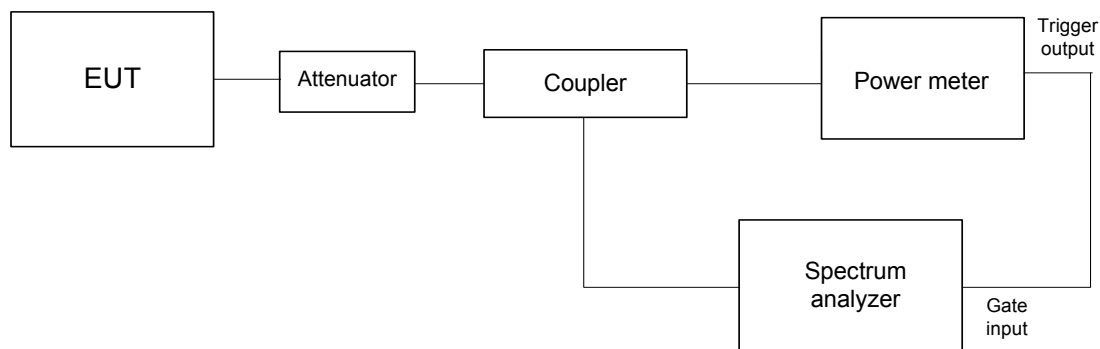 EUT
Attenuator
Coupler
Power meter
Trigger
output
Spectrum
analyzer
Gate
input